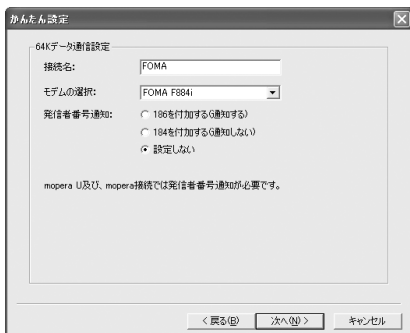 かんたん設定
64Kデータ通信設定
接続名: FOMA
モデムの選択: FOMA F884i
発信者番号通知: 186を付加する(通知する)
184を付加する(通知しない)
設定しない
mopera U及び、mopera接続では発信者番号通知が必要です。
< 戻る(B) 次へ(N) > キャンセル